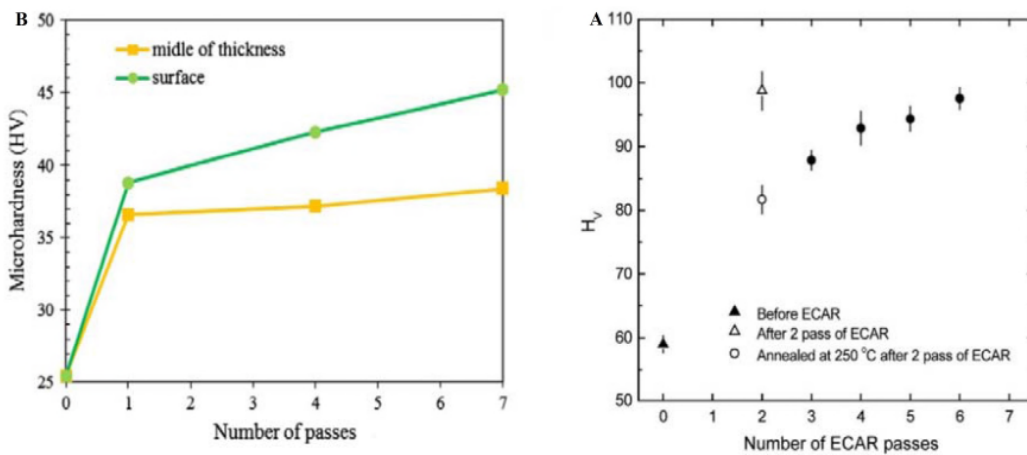 B
50
45
40
35
30
25
Microhardness (HV)
midle of thickness
surface
0 1 2 3 4 5 6 7
Number of passes
A
100
90
80
70
60
50
H_V
Before ECAR
After 2 pass of ECAR
Annealed at 250 °C after 2 pass of ECAR
0 1 2 3 4 5 6 7
Number of ECAR passes